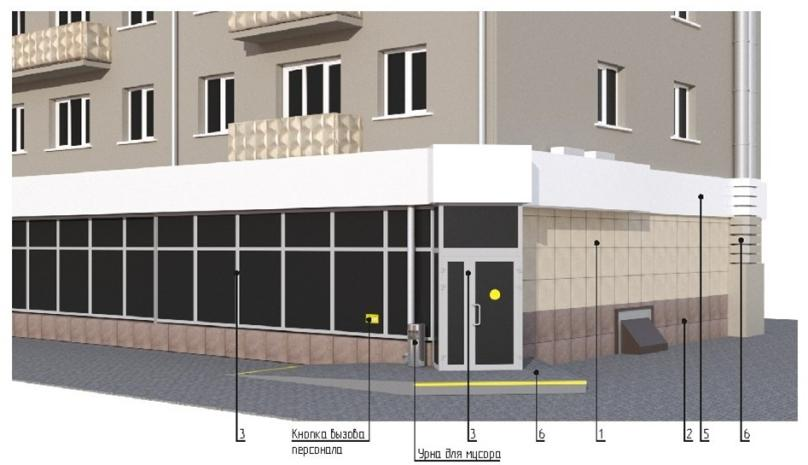 3 Кнопка вызова 3 6 1 2 5 6
персонала
Урна для мусора